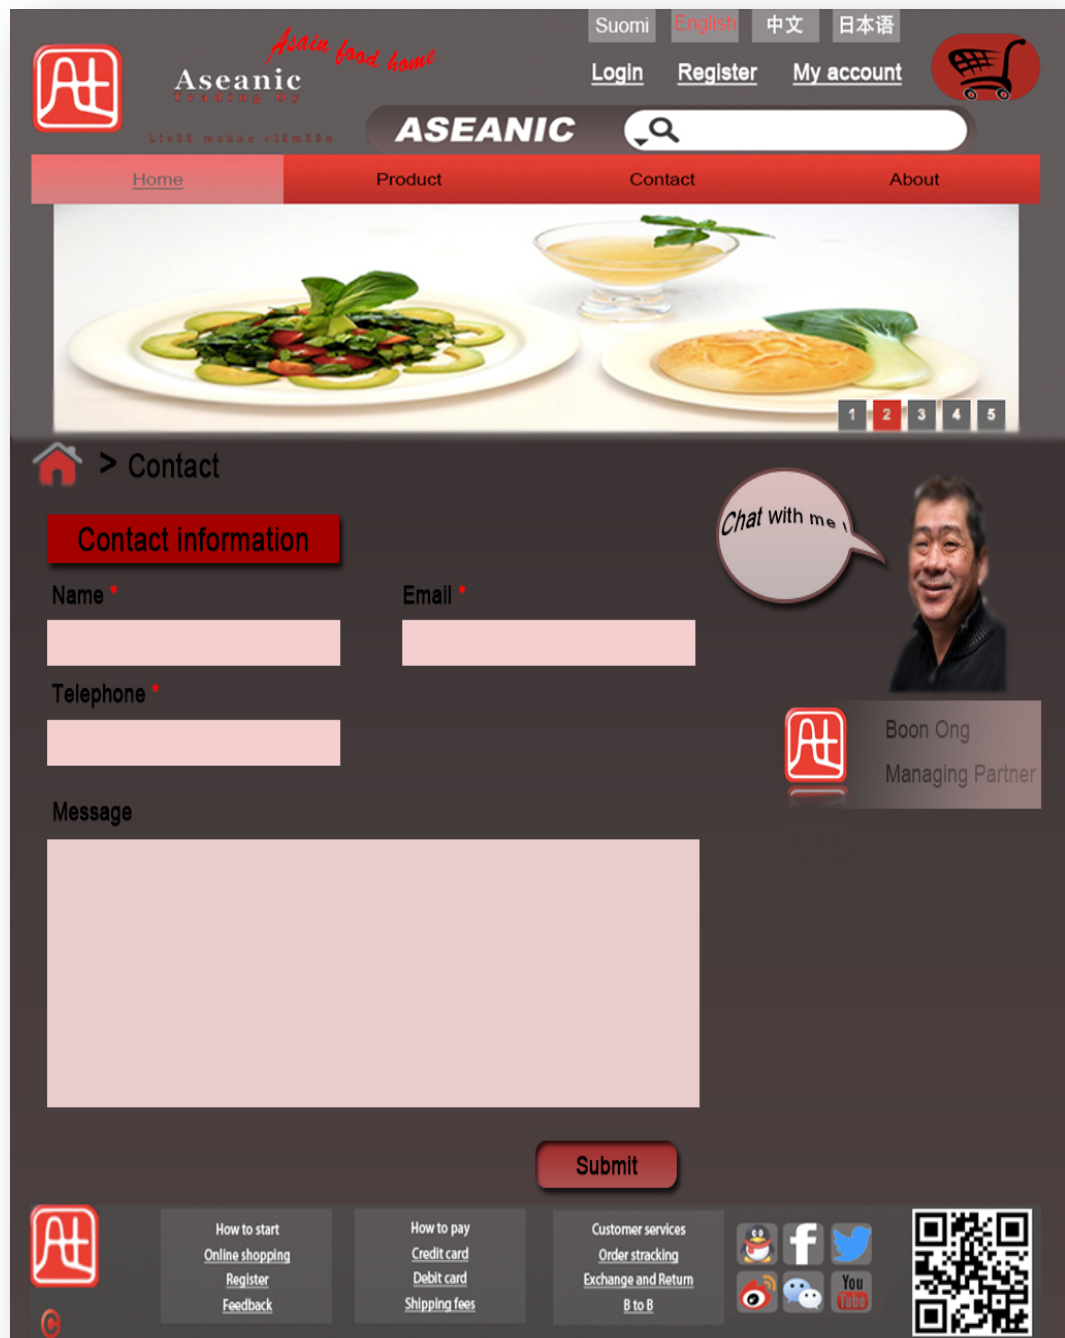 Suomi English 中文 日本语
Asain food home
Login Register My account
Aseanic
Trading Oy
ASEANIC
Home Product Contact About
1 2 3 4 5
> Contact
Chat with me !
Contact information
Name * Email *
Telephone *
Boon Ong
Managing Partner
Message
Submit
How to start
Online shopping
Register
Feedback
How to pay
Credit card
Debit card
Shipping fees
Customer services
Order stracking
Exchange and Return
B to B
You
Tube
©